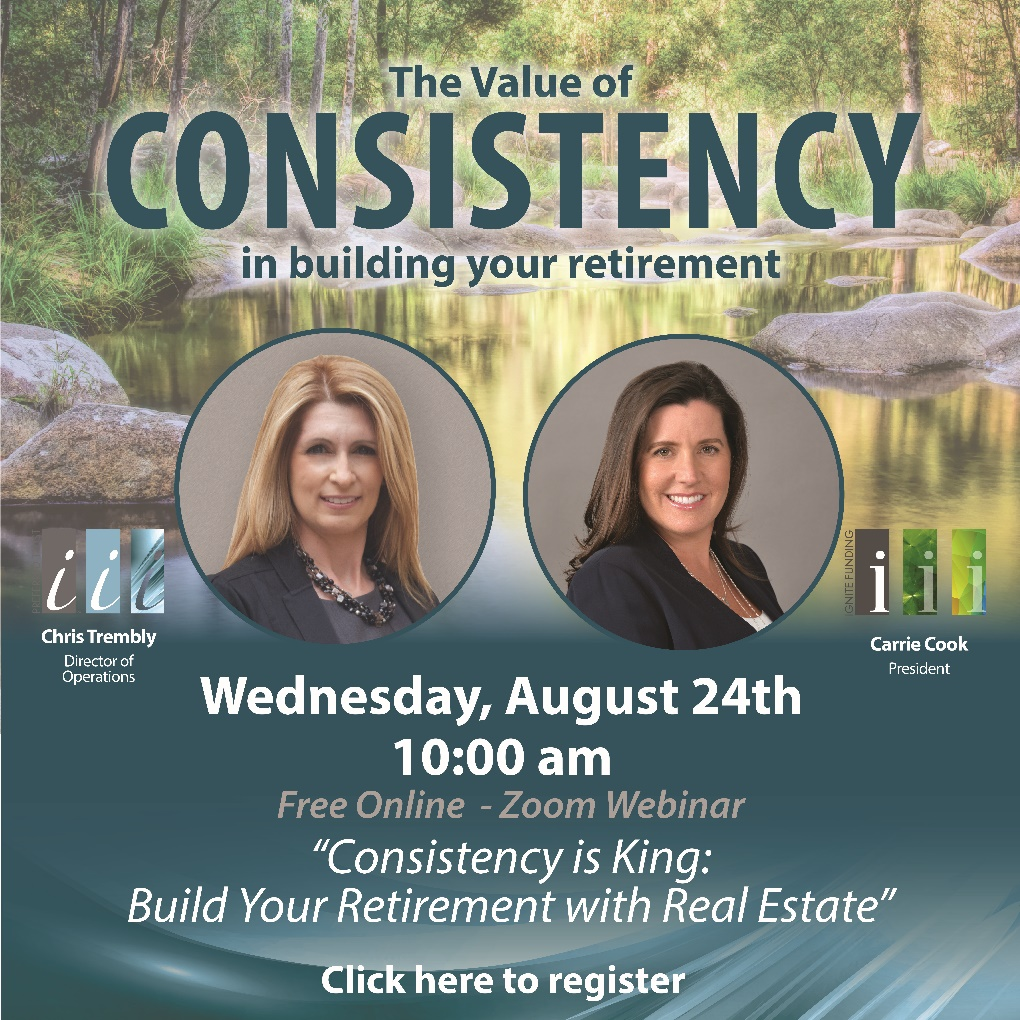 The Value of
CONSISTENCY
in building your retirement
i i i
Chris Trembly
Director of
Operations
IGNITE FUNDING
i i i
Carrie Cook
President
Wednesday, August 24th
10:00 am
Free Online - Zoom Webinar
“Consistency is King:
Build Your Retirement with Real Estate”
Click here to register